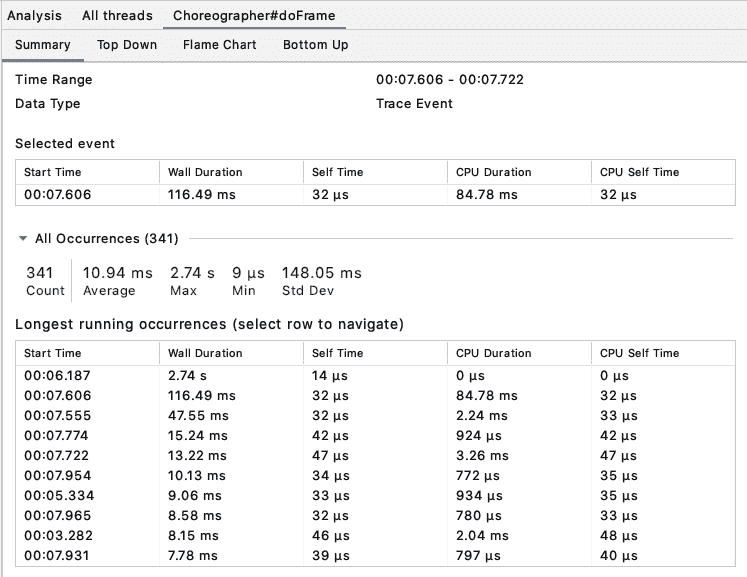 Analysis All threads Choreographer#doFrame
Summary Top Down Flame Chart Bottom Up
Time Range 00:07.606 - 00:07.722
Data Type Trace Event
Selected event
Start Time Wall Duration Self Time CPU Duration CPU Self Time
00:07.606 116.49 ms 32 μs 84.78 ms 32 μs
All Occurrences (341)
341 10.94 ms 2.74 s 9 μs 148.05 ms
Count Average Max Min Std Dev
Longest running occurrences (select row to navigate)
Start Time Wall Duration Self Time CPU Duration CPU Self Time
00:06.187 2.74 s 14 μs 0 μs 0 μs
00:07.606 116.49 ms 32 μs 84.78 ms 32 μs
00:07.555 47.55 ms 32 μs 2.24 ms 33 μs
00:07.774 15.24 ms 42 μs 924 μs 42 μs
00:07.722 13.22 ms 47 μs 3.26 ms 47 μs
00:07.954 10.13 ms 34 μs 772 μs 35 μs
00:05.334 9.06 ms 33 μs 934 μs 35 μs
00:07.965 8.58 ms 32 μs 780 μs 33 μs
00:03.282 8.15 ms 46 μs 2.04 ms 48 μs
00:07.931 7.78 ms 39 μs 797 μs 40 μs